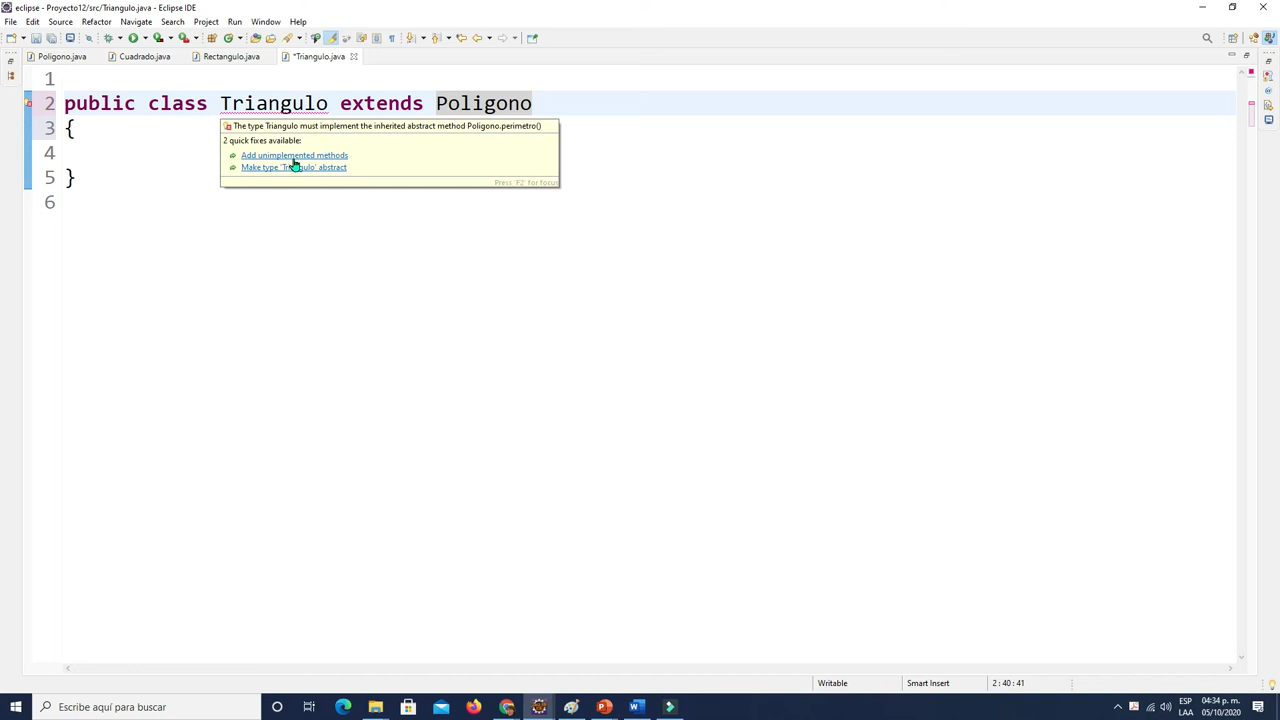 eclipse - Proyecto12/src/Triangulo.java - Eclipse IDE
File Edit Source Refactor Navigate Search Project Run Window Help
Poligono.java Cuadrado.java Rectangulo.java *Triangulo.java
1
2 public class Triangulo extends Poligono
3 {
The type Triangulo must implement the inherited abstract method Poligono.perimetro()
2 quick fixes available:
4
Add unimplemented methods
Make type 'Triangulo' abstract
5 }
Press 'F2' for focus
6
Writable Smart Insert 2 : 40 : 41
Escribe aquí para buscar
ESP 04:34 p. m.
LAA 05/10/2020